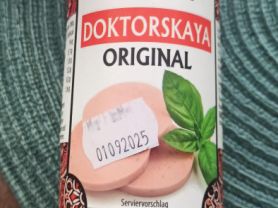 DOKTORSKAYA
ORIGINAL
01092025
Serviervorschlag